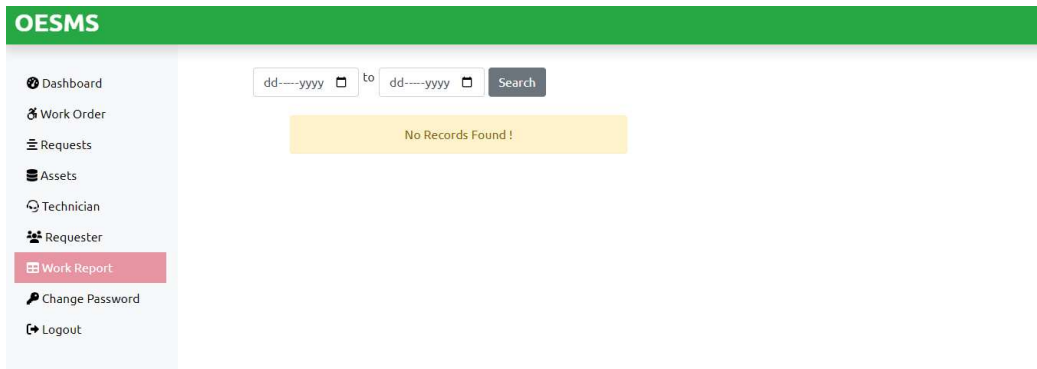 OESMS
Dashboard
Work Order
Requests
Assets
Technician
Requester
Work Report
Change Password
Logout
dd-----yyyy to dd-----yyyy Search
No Records Found !